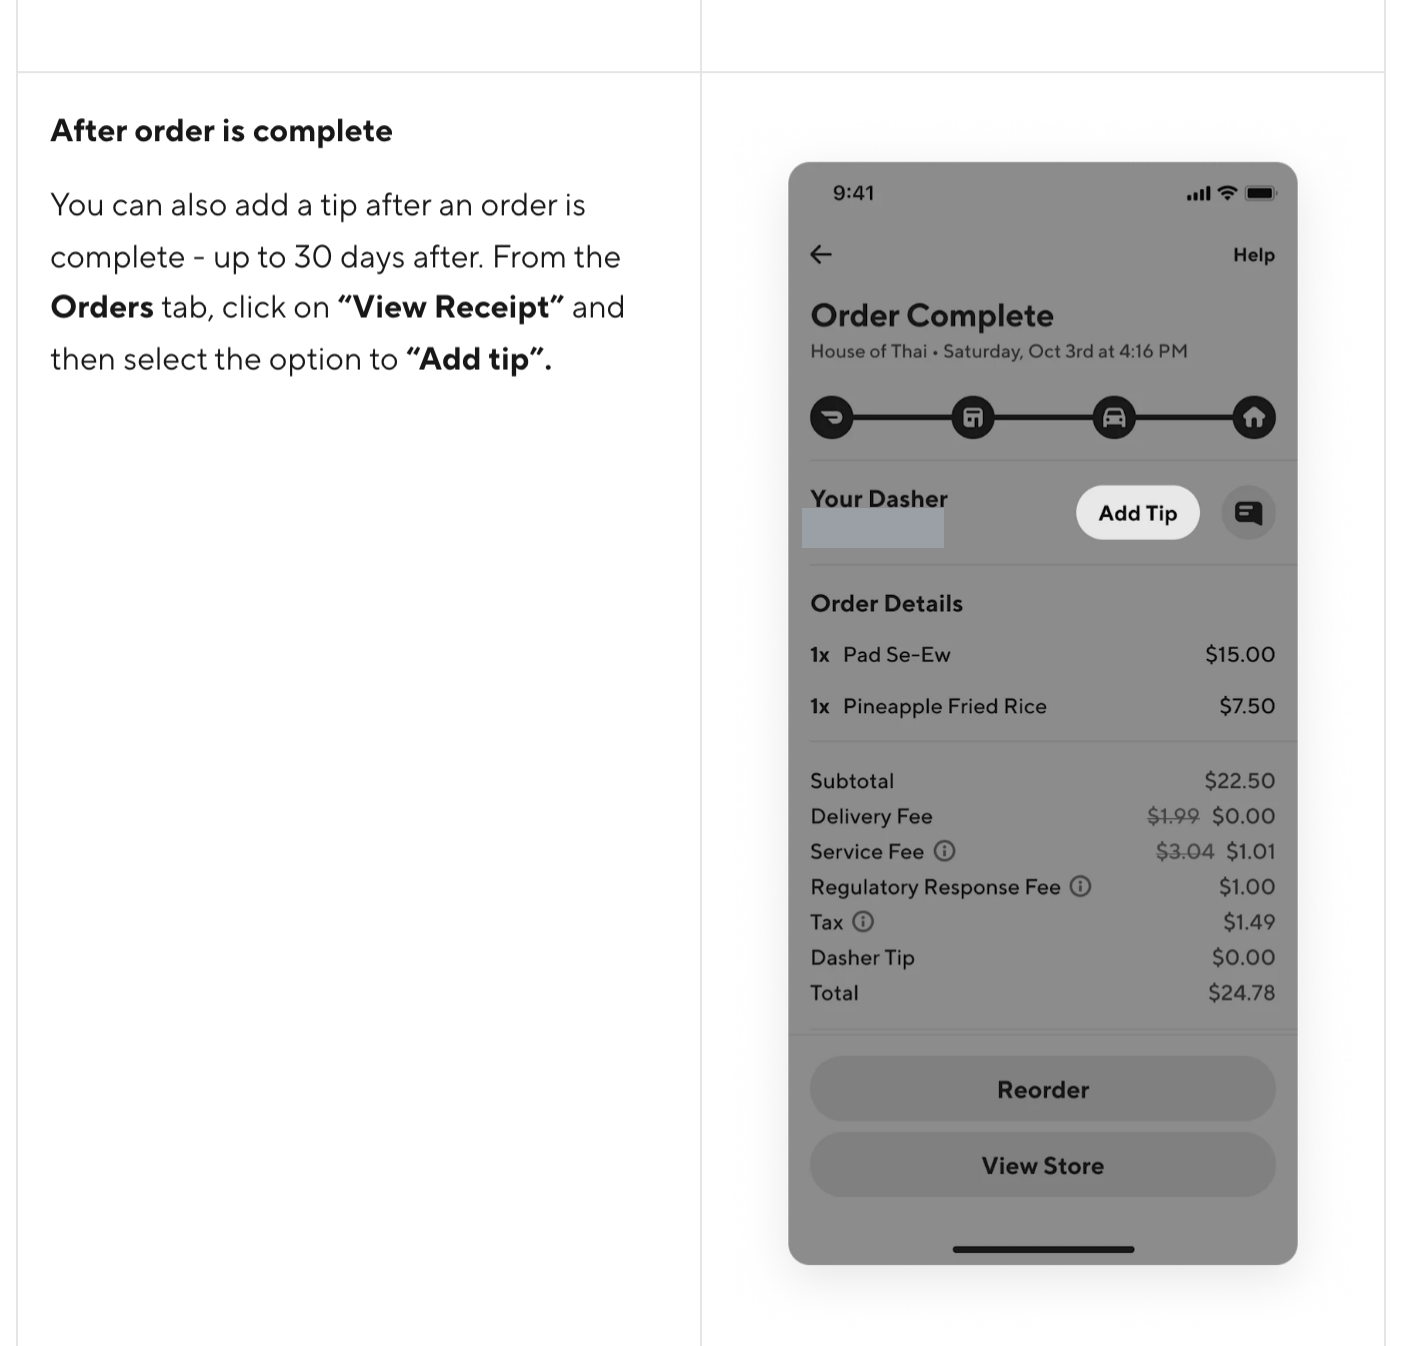 After order is complete
You can also add a tip after an order is
complete - up to 30 days after. From the
Orders tab, click on “View Receipt” and
then select the option to “Add tip”.
9:41
Help
Order Complete
House of Thai • Saturday, Oct 3rd at 4:16 PM
Your Dasher
Add Tip
Order Details
1x Pad Se-Ew $15.00
1x Pineapple Fried Rice $7.50
Subtotal $22.50
Delivery Fee $1.99 $0.00
Service Fee $3.04 $1.01
Regulatory Response Fee $1.00
Tax $1.49
Dasher Tip $0.00
Total $24.78
Reorder
View Store